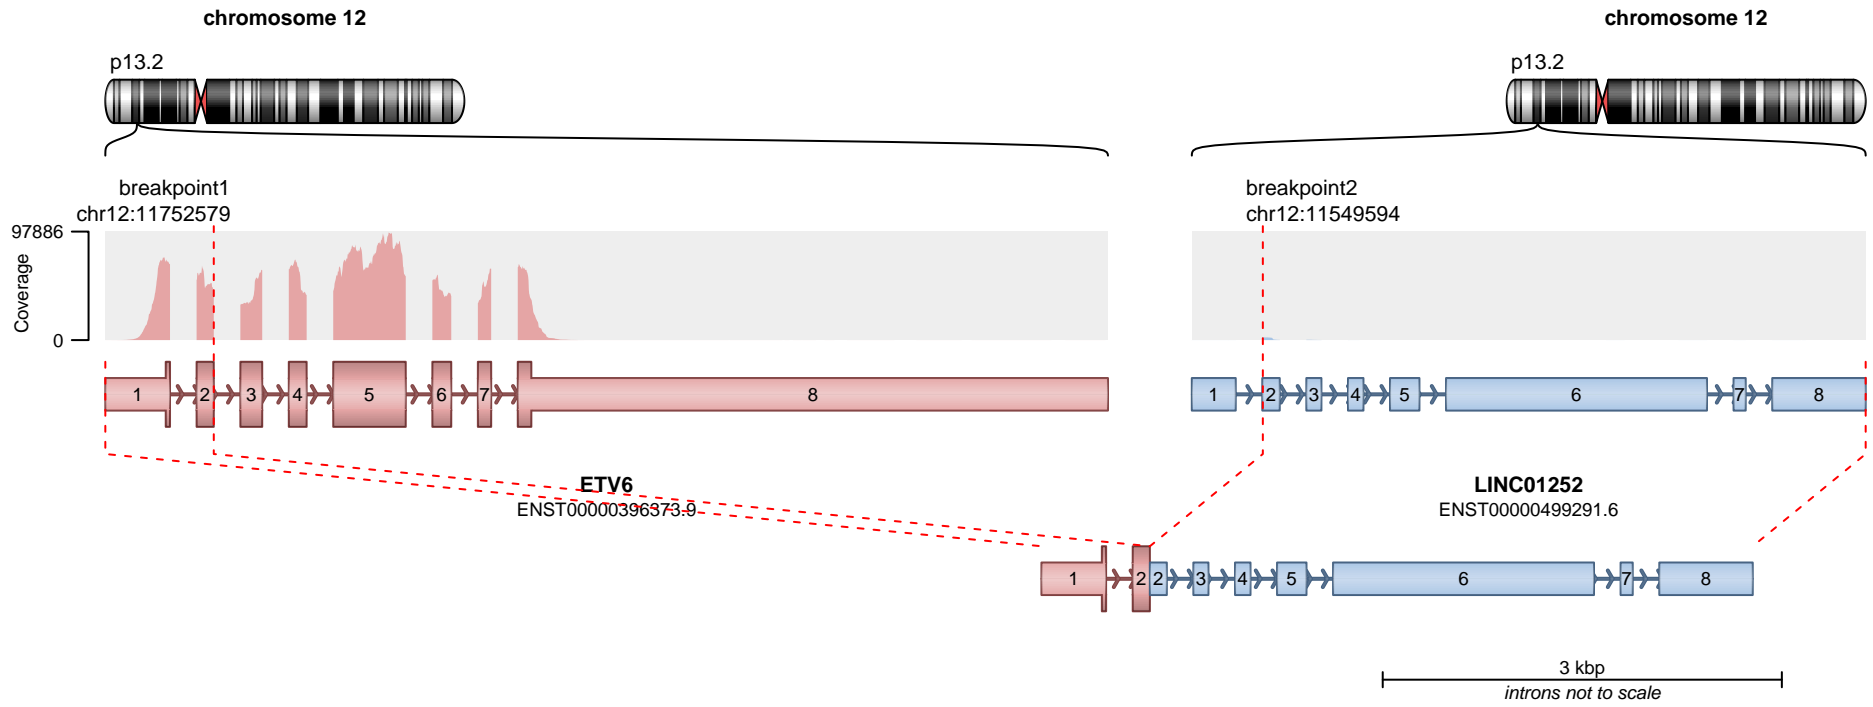 chromosome 12
chromosome 12
p13.2
p13.2
breakpoint1
chr12:11752579
breakpoint2
chr12:11549594
97886
Coverage
0
1 2 3 4 5 6 7 8
1 2 3 4 5 6 7 8
ETV6
ENST00000396373.9
LINC01252
ENST00000499291.6
1 2 2 3 4 5 6 7 8
3 kbp
introns not to scale